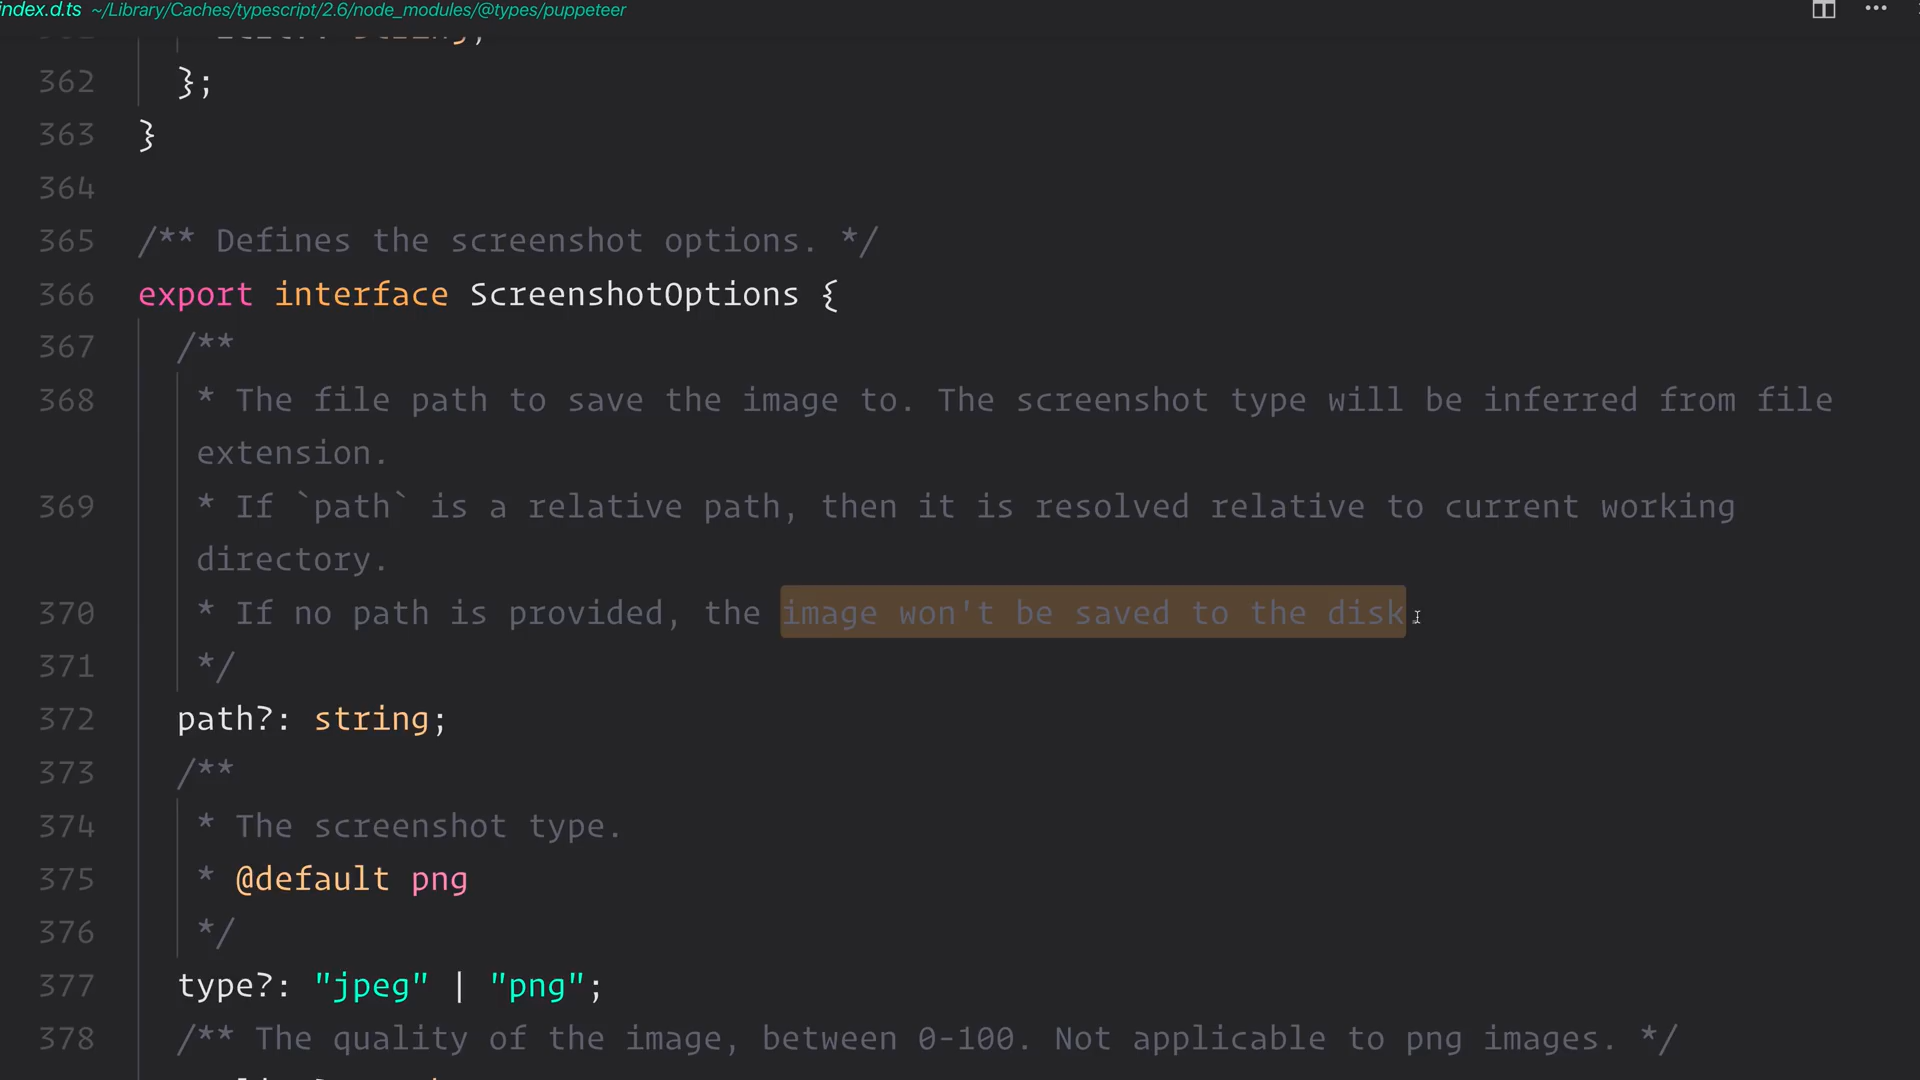 index.d.ts ~/Library/Caches/typescript/2.6/node_modules/@types/puppeteer
362 };
363 }
364
365 /** Defines the screenshot options. */
366 export interface ScreenshotOptions {
367 /**
368 * The file path to save the image to. The screenshot type will be inferred from file
extension.
369 * If `path` is a relative path, then it is resolved relative to current working
directory.
370 * If no path is provided, the image won't be saved to the disk.
371 */
372 path?: string;
373 /**
374 * The screenshot type.
375 * @default png
376 */
377 type?: "jpeg" | "png";
378 /** The quality of the image, between 0-100. Not applicable to png images. */